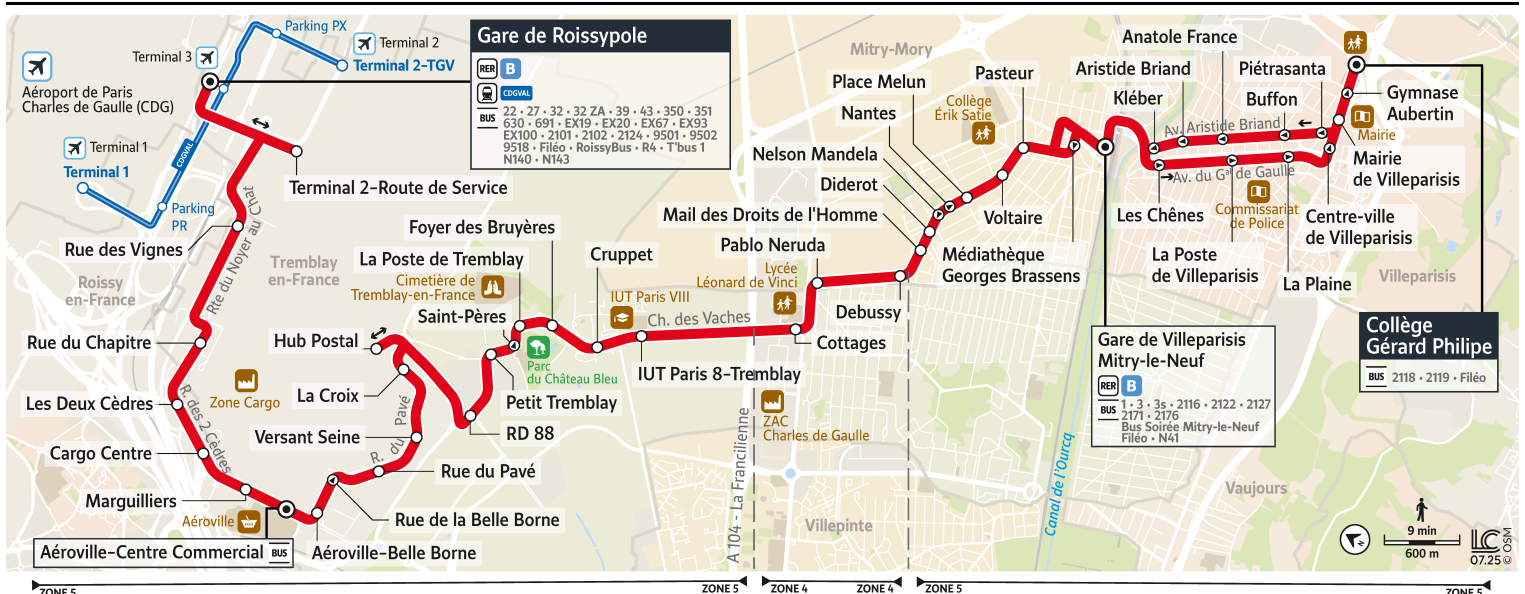 Parking PX
Terminal 3
Terminal 2
Terminal 2-TGV
Aéroport de Paris
Charles de Gaulle (CDG)
CDGVAL
Terminal 1
Terminal 1
Parking
PR
Gare de Roissypole
RER B
CDGVAL
BUS
22 • 27 • 32 • 32 ZA • 39 • 43 • 350 • 351
630 • 691 • EX19 • EX20 • EX67 • EX93
EX100 • 2101 • 2102 • 2124 • 9501 • 9502
9518 • Filéo • RoissyBus • R4 • T'bus 1
N140 • N143
Terminal 2-Route de Service
Rue des Vignes
Rte du Noyer au Chat
Roissy
en-France
Tremblay
en-France
Rue du Chapitre
Les Deux Cèdres
R. des 2 Cèdres
Zone Cargo
Cargo Centre
Marguilliers
Aéroville
Aéroville-Centre Commercial BUS
Aéroville-Belle Borne
Rue de la Belle Borne
Rue du Pavé
R. du Pavé
Versant Seine
La Croix
Hub Postal
RD 88
Petit Tremblay
Saint-Pères
Cimetière de
Tremblay-en-France
La Poste de Tremblay
Foyer des Bruyères
Parc
du Château Bleu
Cruppet
IUT Paris VIII
Ch. des Vaches
IUT Paris 8-Tremblay
A 104 - La Francilienne
ZAC
Charles de Gaulle
Villepinte
Cottages
Lycée
Léonard de Vinci
Pablo Neruda
Debussy
Mail des Droits de l'Homme
Diderot
Nelson Mandela
Nantes
Place Melun
Mitry-Mory
Collège
Érik Satie
Pasteur
Voltaire
Médiathèque
Georges Brassens
Gare de Villeparisis
Mitry-le-Neuf
RER B
BUS
1 • 3 • 3s • 2116 • 2122 • 2127
2171 • 2176
Bus Soirée Mitry-le-Neuf
Filéo • N41
Canal de l'Ourcq
Kléber
Aristide Briand
Anatole France
Buffon
Piétrasanta
Av. Aristide Briand
Av. du Gal de Gaulle
Les Chênes
La Poste
de Villeparisis
Commissariat
de Police
La Plaine
Centre-ville
de Villeparisis
Mairie
de Villeparisis
Mairie
Gymnase
Aubertin
Villeparisis
Vaujours
Collège
Gérard Philipe
BUS 2118 • 2119 • Filéo
9 min
600 m
LC
07.25 © OSM
ZONE 5
ZONE 5
ZONE 4
ZONE 4
ZONE 5
ZONE 5